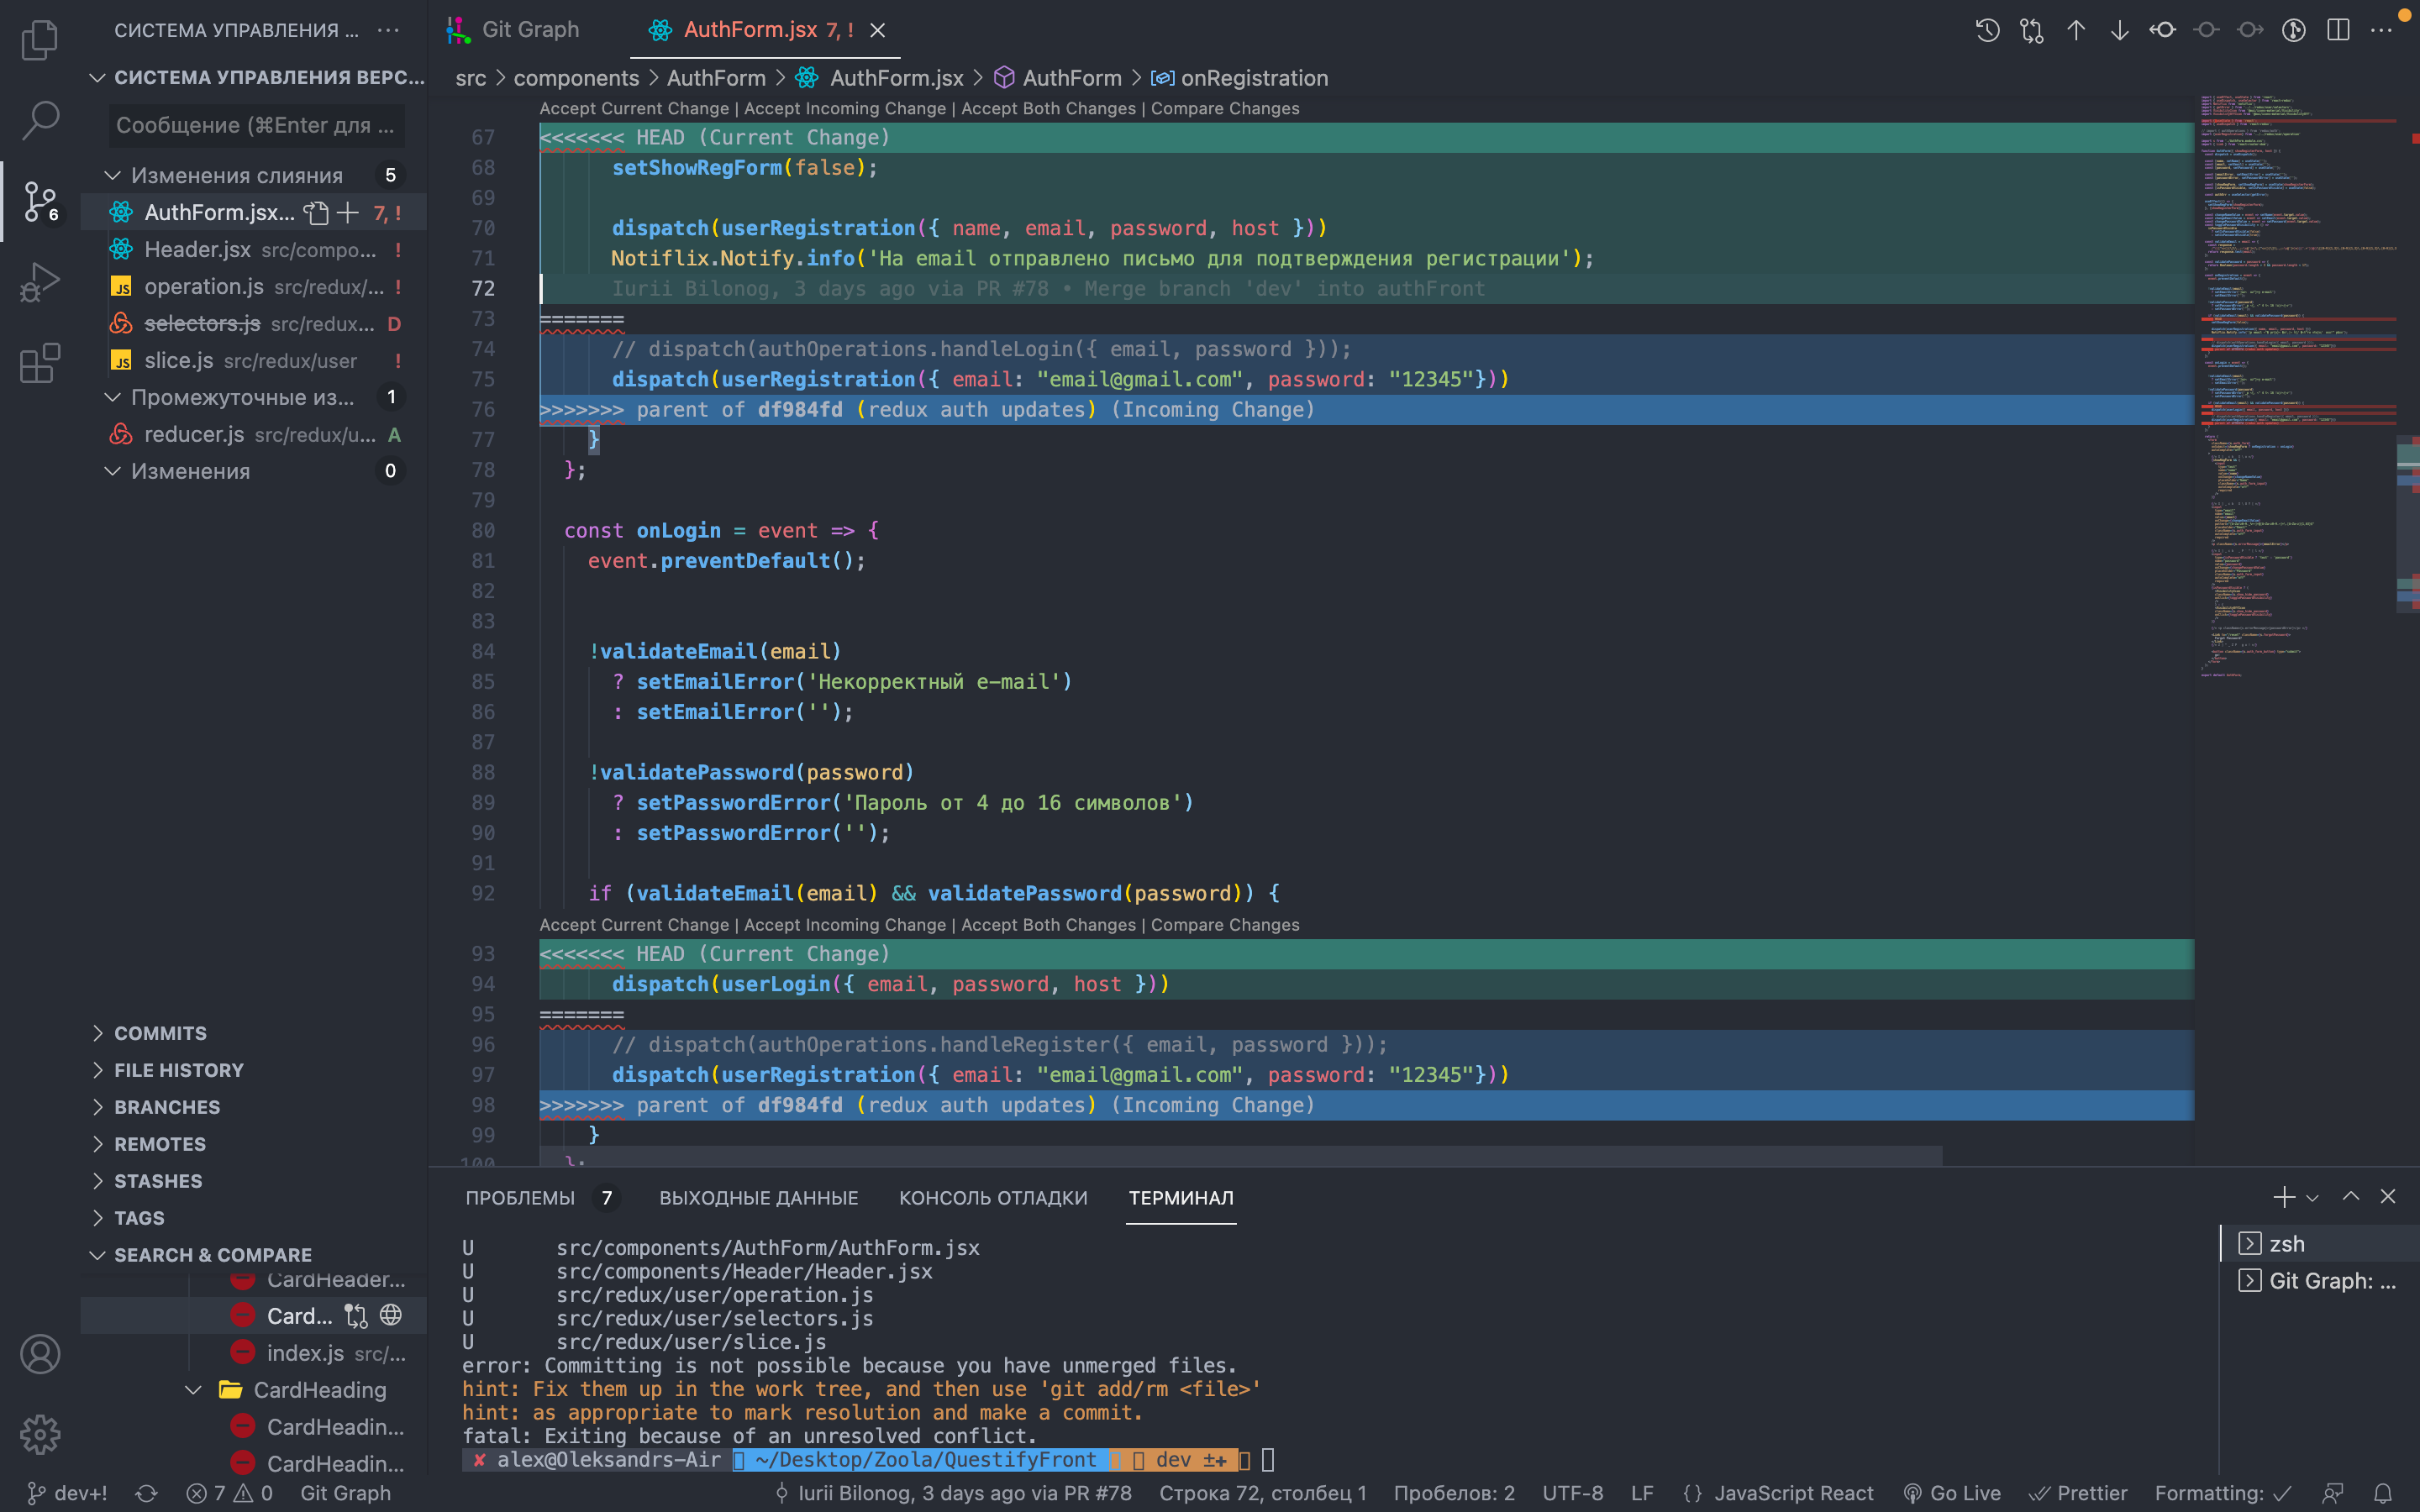 СИСТЕМА УПРАВЛЕНИЯ ...
СИСТЕМА УПРАВЛЕНИЯ ВЕРС...
Сообщение (⌘Enter для ...
Изменения слияния 5
AuthForm.jsx... 7, !
Header.jsx src/compo... !
operation.js src/redux/... !
selectors.js src/redux... D
slice.js src/redux/user !
Промежуточные из... 1
reducer.js src/redux/u... A
Изменения 0
6
COMMITS
FILE HISTORY
BRANCHES
REMOTES
STASHES
TAGS
SEARCH & COMPARE
CardHeader...
Card...
index.js src/...
CardHeading
CardHeadin...
CardHeadin...
Git Graph
AuthForm.jsx 7, !
src > components > AuthForm > AuthForm.jsx > AuthForm > onRegistration
Accept Current Change | Accept Incoming Change | Accept Both Changes | Compare Changes
67 <<<<<<< HEAD (Current Change)
68 setShowRegForm(false);
69
70 dispatch(userRegistration({ name, email, password, host }))
71 Notiflix.Notify.info('На email отправлено письмо для подтверждения регистрации');
72 Iurii Bilonog, 3 days ago via PR #78 • Merge branch 'dev' into authFront
73 =======
74 // dispatch(authOperations.handleLogin({ email, password }));
75 dispatch(userRegistration({ email: "email@gmail.com", password: "12345"}))
76 >>>>>>> parent of df984fd (redux auth updates) (Incoming Change)
77 }
78 };
79
80 const onLogin = event => {
81 event.preventDefault();
82
83
84 !validateEmail(email)
85 ? setEmailError('Некорректный e-mail')
86 : setEmailError('');
87
88 !validatePassword(password)
89 ? setPasswordError('Пароль от 4 до 16 символов')
90 : setPasswordError('');
91
92 if (validateEmail(email) && validatePassword(password)) {
Accept Current Change | Accept Incoming Change | Accept Both Changes | Compare Changes
93 <<<<<<< HEAD (Current Change)
94 dispatch(userLogin({ email, password, host }))
95 =======
96 // dispatch(authOperations.handleRegister({ email, password }));
97 dispatch(userRegistration({ email: "email@gmail.com", password: "12345"}))
98 >>>>>>> parent of df984fd (redux auth updates) (Incoming Change)
99 }
100 };
ПРОБЛЕМЫ 7 ВЫХОДНЫЕ ДАННЫЕ КОНСОЛЬ ОТЛАДКИ ТЕРМИНАЛ
U src/components/AuthForm/AuthForm.jsx
U src/components/Header/Header.jsx
U src/redux/user/operation.js
U src/redux/user/selectors.js
U src/redux/user/slice.js
error: Committing is not possible because you have unmerged files.
hint: Fix them up in the work tree, and then use 'git add/rm <file>'
hint: as appropriate to mark resolution and make a commit.
fatal: Exiting because of an unresolved conflict.
✘ alex@Oleksandrs-Air ~/Desktop/Zoola/QuestifyFront dev ±✚
zsh
Git Graph: ...
dev+! 7 0 Git Graph Iurii Bilonog, 3 days ago via PR #78 Строка 72, столбец 1 Пробелов: 2 UTF-8 LF {} JavaScript React Go Live Prettier Formatting: ✓